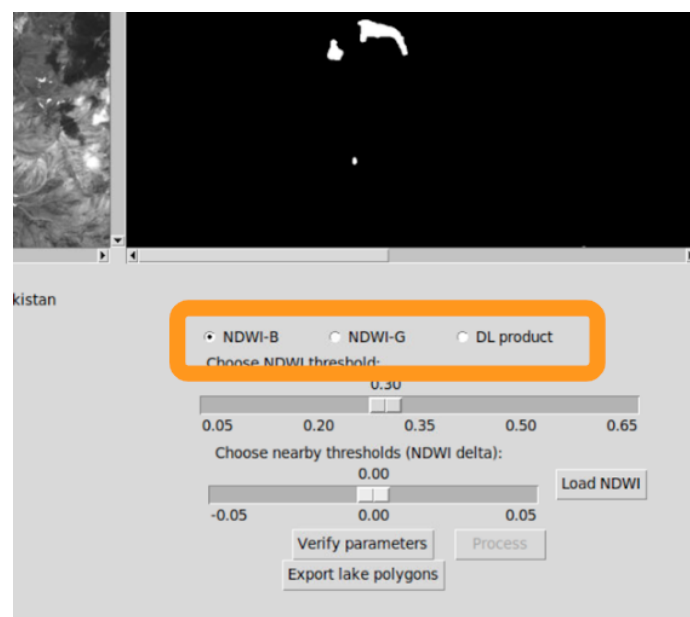 kistan
NDWI-B NDWI-G DL product
Choose NDWI threshold:
0.30
0.05 0.20 0.35 0.50 0.65
Choose nearby thresholds (NDWI delta):
0.00
Load NDWI
-0.05 0.00 0.05
Verify parameters Process
Export lake polygons